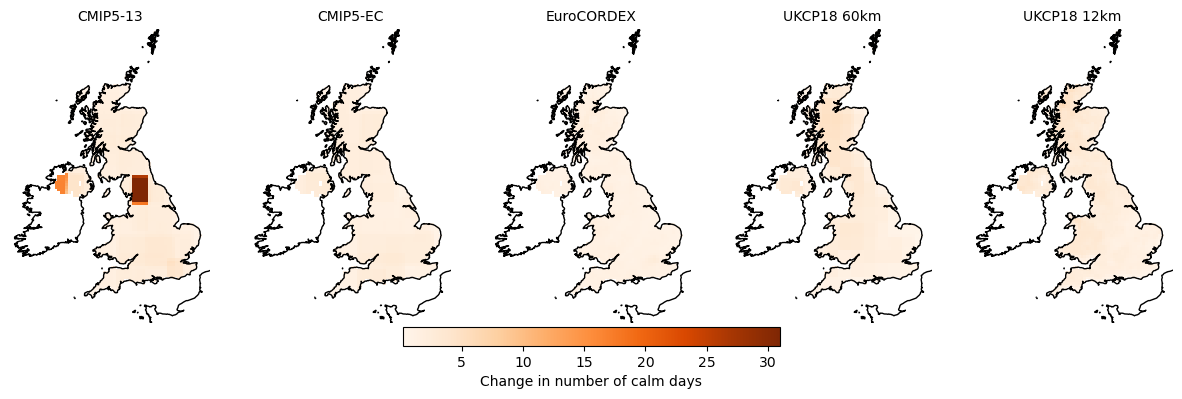 CMIP5-13 CMIP5-EC EuroCORDEX UKCP18 60km UKCP18 12km
5 10 15 20 25 30
Change in number of calm days